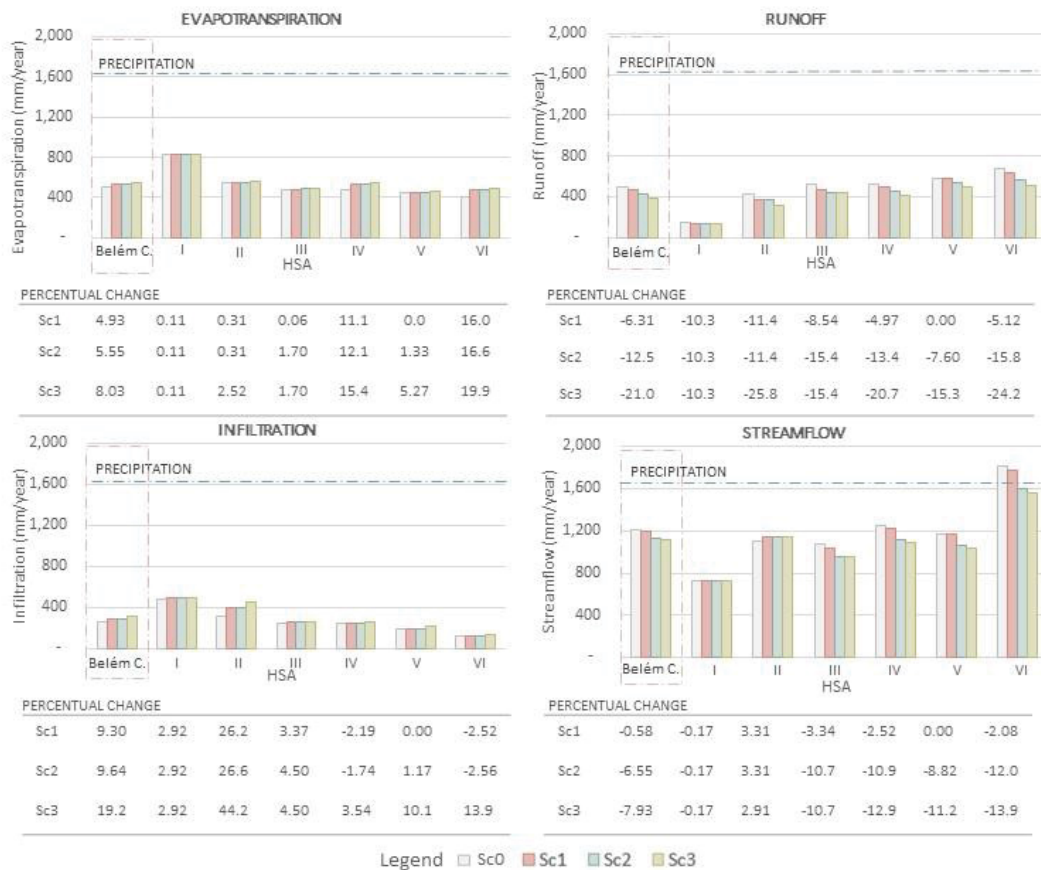 EVAPOTRANSPIRATION
Evapotranspiration (mm/year)
2,000
1,600
1,200
800
400
-
PRECIPITATION
Belém C. I II III IV V VI
HSA
PERCENTUAL CHANGE
Sc1 4.93 0.11 0.31 0.06 11.1 0.0 16.0
Sc2 5.55 0.11 0.31 1.70 12.1 1.33 16.6
Sc3 8.03 0.11 2.52 1.70 15.4 5.27 19.9
RUNOFF
Runoff (mm/year)
2,000
1,600
1,200
800
400
-
PRECIPITATION
Belém C. I II III IV V VI
HSA
PERCENTUAL CHANGE
Sc1 -6.31 -10.3 -11.4 -8.54 -4.97 0.00 -5.12
Sc2 -12.5 -10.3 -11.4 -15.4 -13.4 -7.60 -15.8
Sc3 -21.0 -10.3 -25.8 -15.4 -20.7 -15.3 -24.2
INFILTRATION
Infiltration (mm/year)
2,000
1,600
1,200
800
400
-
PRECIPITATION
Belém C. I II III IV V VI
HSA
PERCENTUAL CHANGE
Sc1 9.30 2.92 26.2 3.37 -2.19 0.00 -2.52
Sc2 9.64 2.92 26.6 4.50 -1.74 1.17 -2.56
Sc3 19.2 2.92 44.2 4.50 3.54 10.1 13.9
STREAMFLOW
Streamflow (mm/year)
2,000
1,600
1,200
800
400
-
PRECIPITATION
Belém C. I II III IV V VI
HSA
PERCENTUAL CHANGE
Sc1 -0.58 -0.17 3.31 -3.34 -2.52 0.00 -2.08
Sc2 -6.55 -0.17 3.31 -10.7 -10.9 -8.82 -12.0
Sc3 -7.93 -0.17 2.91 -10.7 -12.9 -11.2 -13.9
Legend Sc0 Sc1 Sc2 Sc3